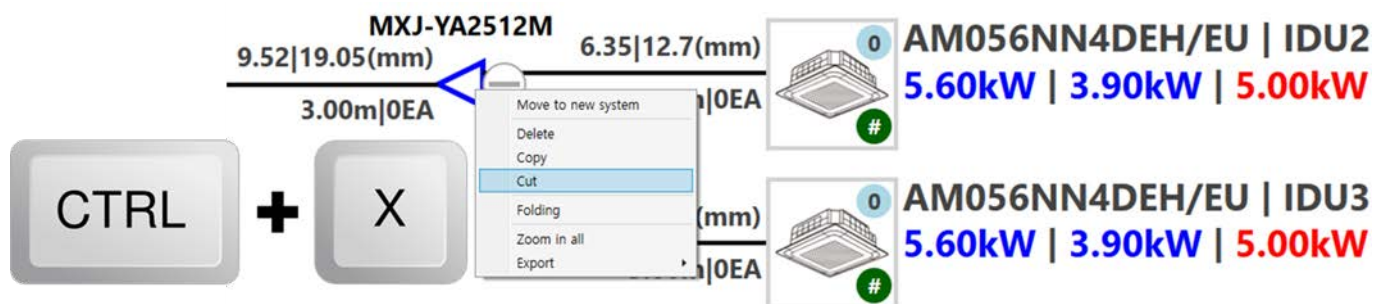 MXJ-YA2512M
9.52|19.05(mm)
3.00m|0EA
6.35|12.7(mm)
|0EA
0
#
AM056NN4DEH/EU | IDU2
5.60kW | 3.90kW | 5.00kW
Move to new system
Delete
Copy
Cut
Folding
Zoom in all
Export
CTRL + X
(mm)
|0EA
0
#
AM056NN4DEH/EU | IDU3
5.60kW | 3.90kW | 5.00kW